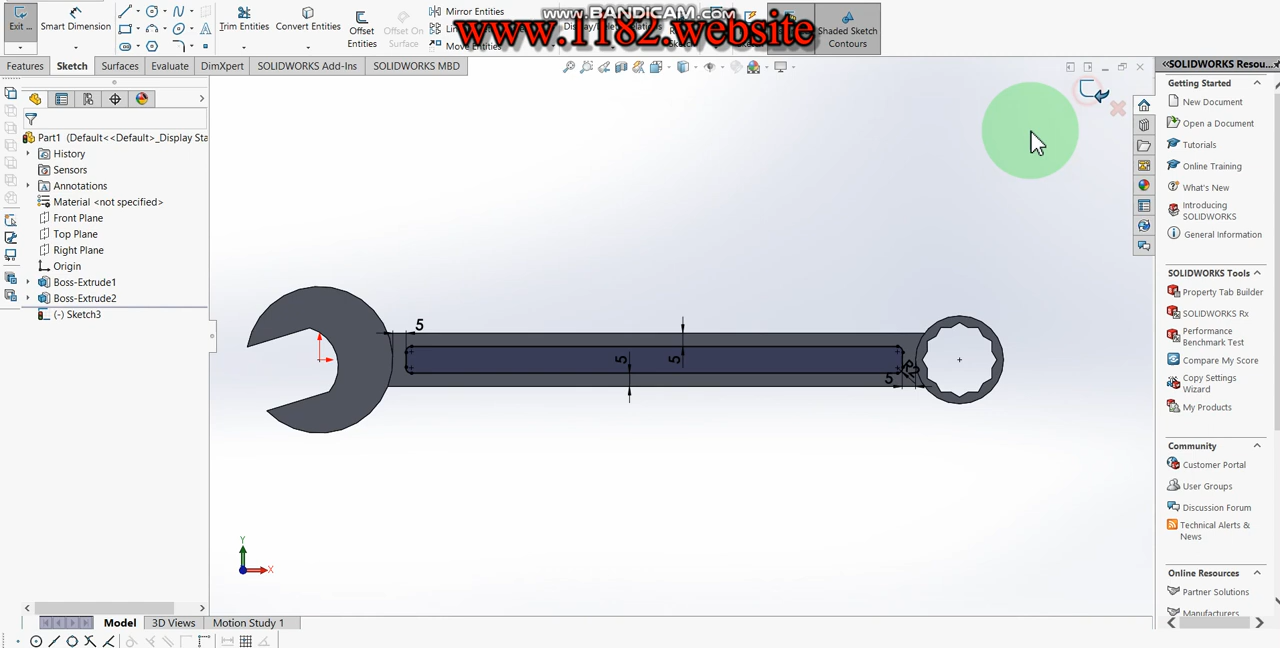 www.BANDICAM.com
www.1182.website
Exit ...
Smart Dimension
Trim Entities
Convert Entities
Offset Entities
Offset On Surface
Mirror Entities
Move Entities
Shaded Sketch Contours
Features
Sketch
Surfaces
Evaluate
DimXpert
SOLIDWORKS Add-Ins
SOLIDWORKS MBD
Part1 (Default<<Default>_Display Sta
History
Sensors
Annotations
Material <not specified>
Front Plane
Top Plane
Right Plane
Origin
Boss-Extrude1
Boss-Extrude2
(-) Sketch3
5
5
5
5
Y
X
SOLIDWORKS Resou...
Getting Started
New Document
Open a Document
Tutorials
Online Training
What's New
Introducing SOLIDWORKS
General Information
SOLIDWORKS Tools
Property Tab Builder
SOLIDWORKS Rx
Performance Benchmark Test
Compare My Score
Copy Settings Wizard
My Products
Community
Customer Portal
User Groups
Discussion Forum
Technical Alerts & News
Online Resources
Partner Solutions
Manufacturers
Model
3D Views
Motion Study 1